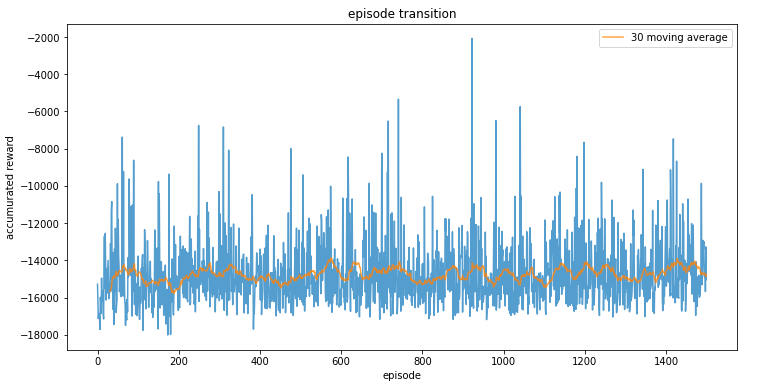 episode transition
30 moving average
accumurated reward
−2000
−4000
−6000
−8000
−10000
−12000
−14000
−16000
−18000
0 200 400 600 800 1000 1200 1400
episode